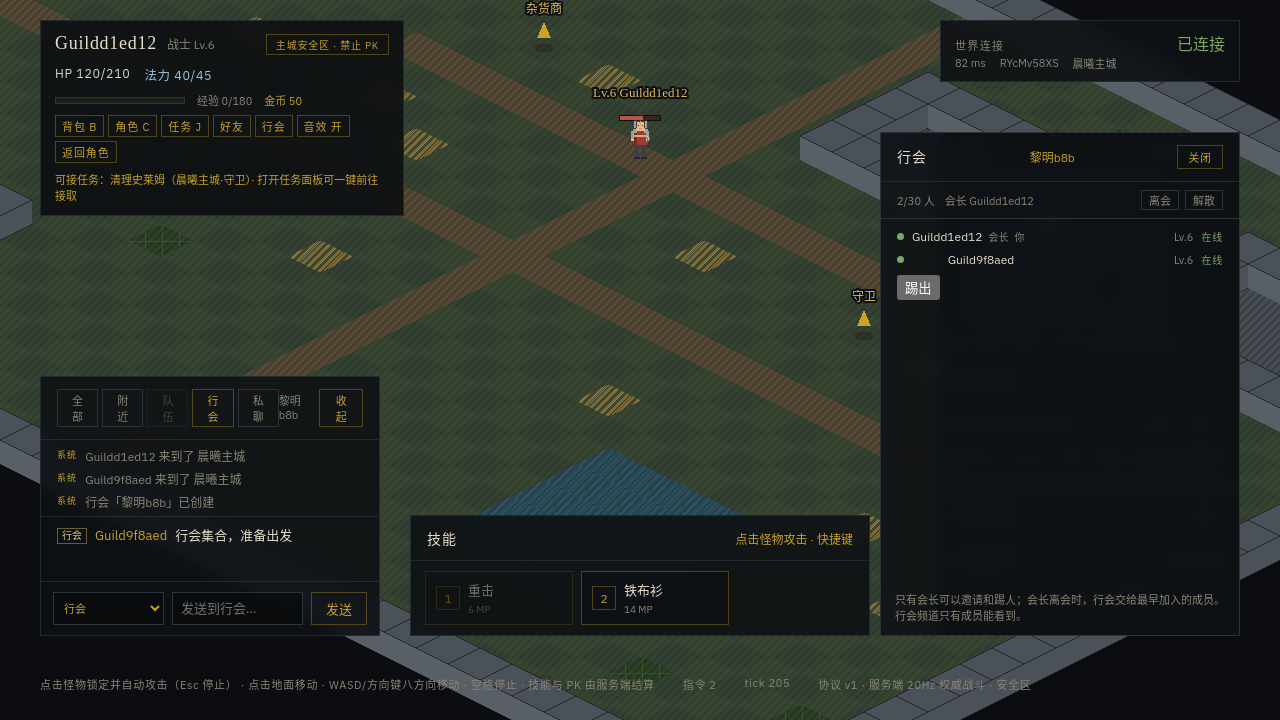 杂货商
Guildd1ed12 战士 Lv.6 主城安全区 · 禁止 PK
HP 120/210 法力 40/45
经验 0/180 金币 50
背包 B 角色 C 任务 J 好友 行会 音效 开
返回角色
可接任务：清理史莱姆（晨曦主城·守卫）· 打开任务面板可一键前往
接取
Lv.6 Guildd1ed12
世界连接 已连接
82 ms RYcMv58XS 晨曦主城
行会 黎明b8b 关闭
2/30 人 会长 Guildd1ed12 离会 解散
Guildd1ed12 会长 你 Lv.6 在线
Guild9f8aed Lv.6 在线
踢出
守卫
只有会长可以邀请和踢人；会长离会时，行会交给最早加入的成员。
行会频道只有成员能看到。
全部 附近 队伍 行会 私聊 黎明b8b 收起
系统 Guildd1ed12 来到了 晨曦主城
系统 Guild9f8aed 来到了 晨曦主城
系统 行会「黎明b8b」已创建
行会 Guild9f8aed 行会集合，准备出发
行会 发送到行会... 发送
技能 点击怪物攻击 · 快捷键
1 重击 6 MP
2 铁布衫 14 MP
点击怪物锁定并自动攻击（Esc 停止） · 点击地面移动 · WASD/方向键八方向移动 · 空格停止 · 技能与 PK 由服务端结算 指令 2 tick 205 协议 v1 · 服务端 20Hz 权威战斗 · 安全区